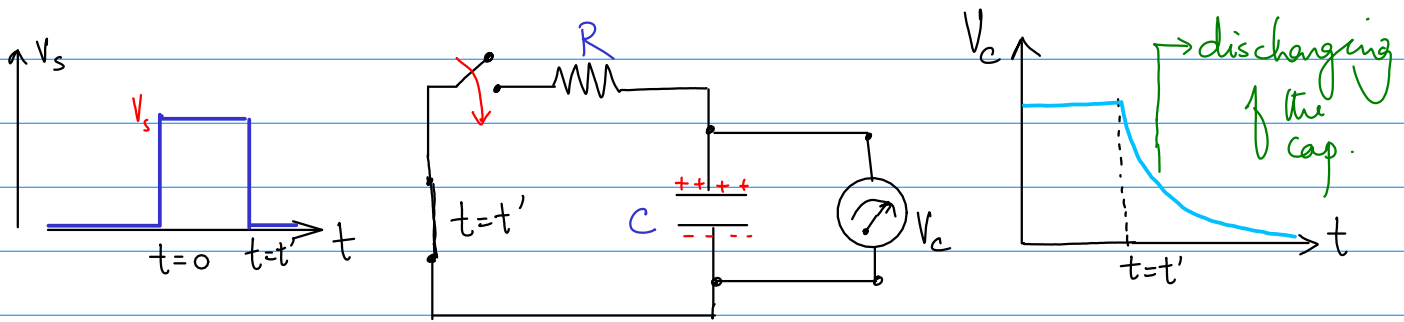 Vs
Vs
t=0
t=t'
t
R
t=t'
C
++++
----
Vc
Vc
→discharging
of the
cap.
t=t'
t